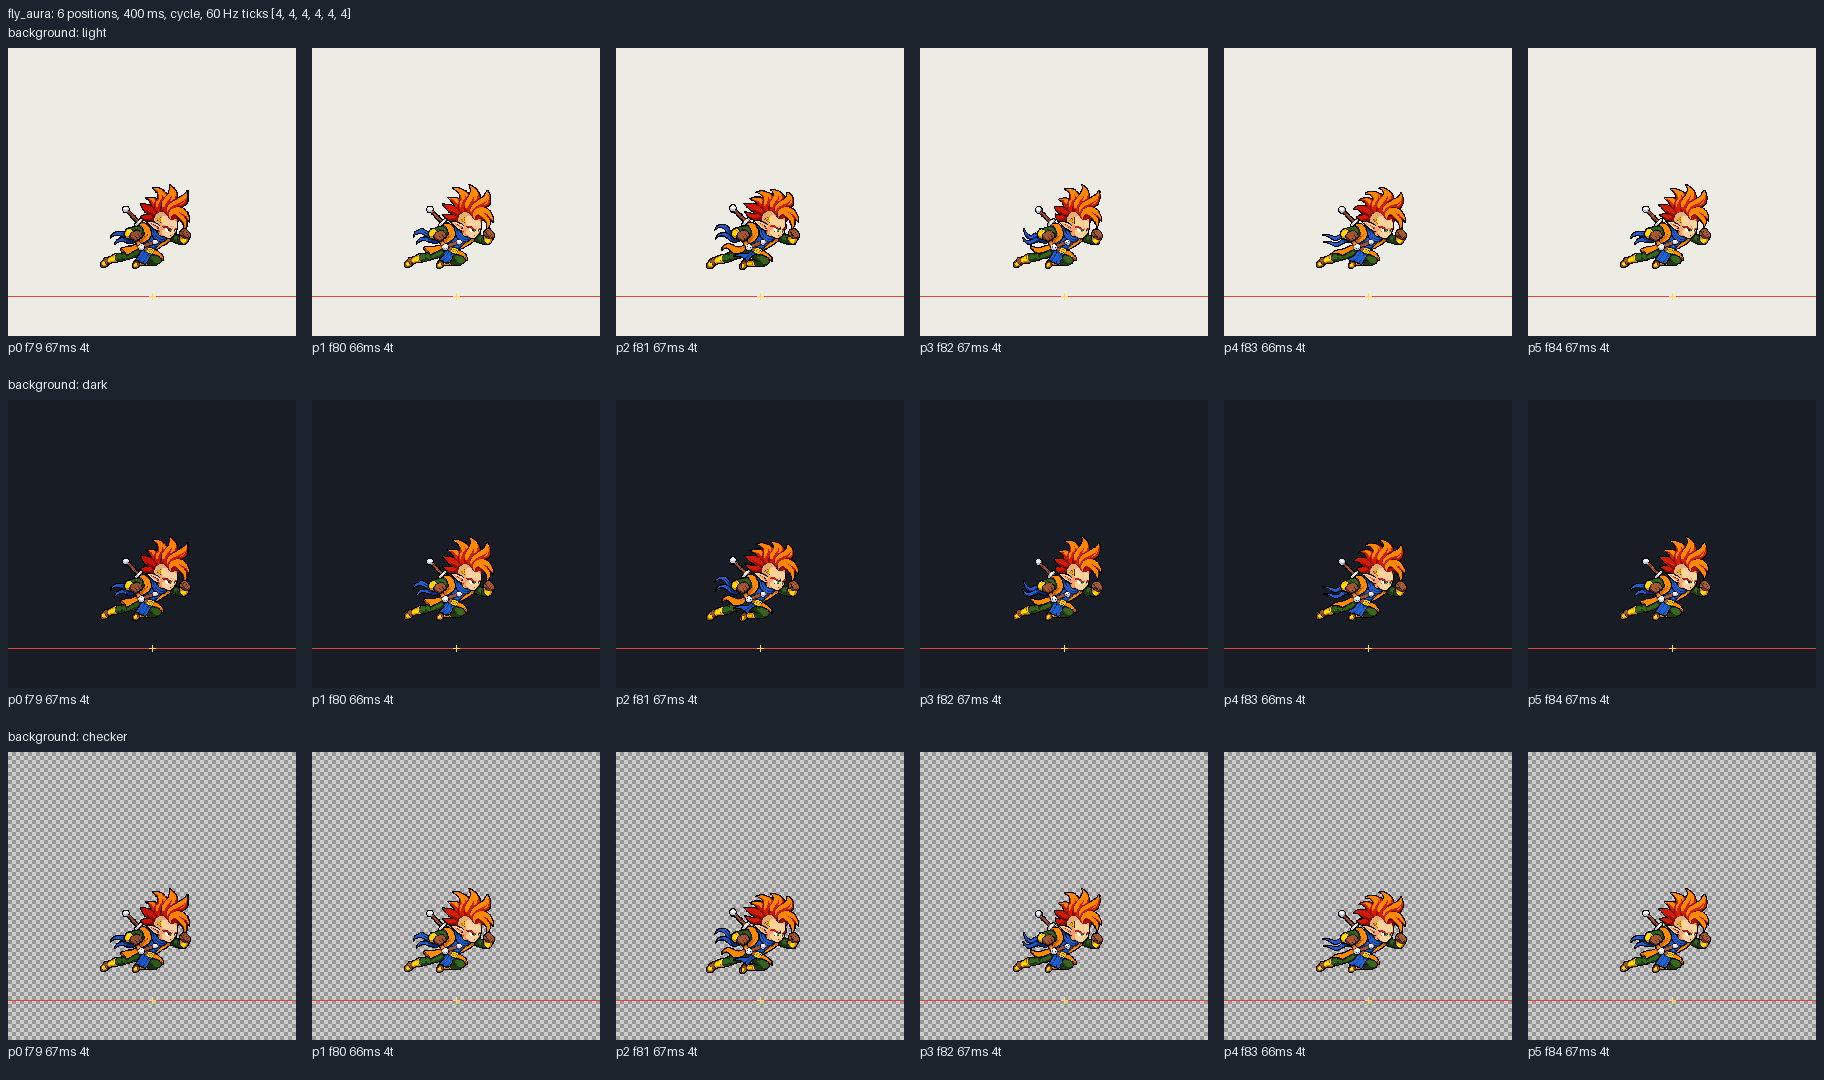 fly_aura: 6 positions, 400 ms, cycle, 60 Hz ticks [4, 4, 4, 4, 4, 4]
background: light
p0 f79 67ms 4t
p1 f80 66ms 4t
p2 f81 67ms 4t
p3 f82 67ms 4t
p4 f83 66ms 4t
p5 f84 67ms 4t
background: dark
p0 f79 67ms 4t
p1 f80 66ms 4t
p2 f81 67ms 4t
p3 f82 67ms 4t
p4 f83 66ms 4t
p5 f84 67ms 4t
background: checker
p0 f79 67ms 4t
p1 f80 66ms 4t
p2 f81 67ms 4t
p3 f82 67ms 4t
p4 f83 66ms 4t
p5 f84 67ms 4t